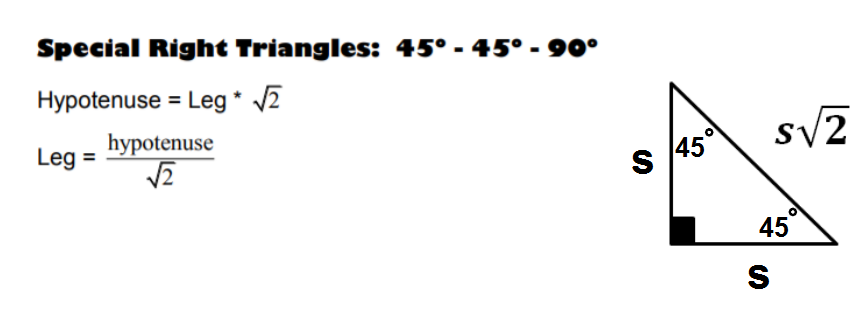 Special Right Triangles: 45° - 45° - 90°
Hypotenuse = Leg * √2
Leg = hypotenuse / √2
s√2
45°
S
45°
S